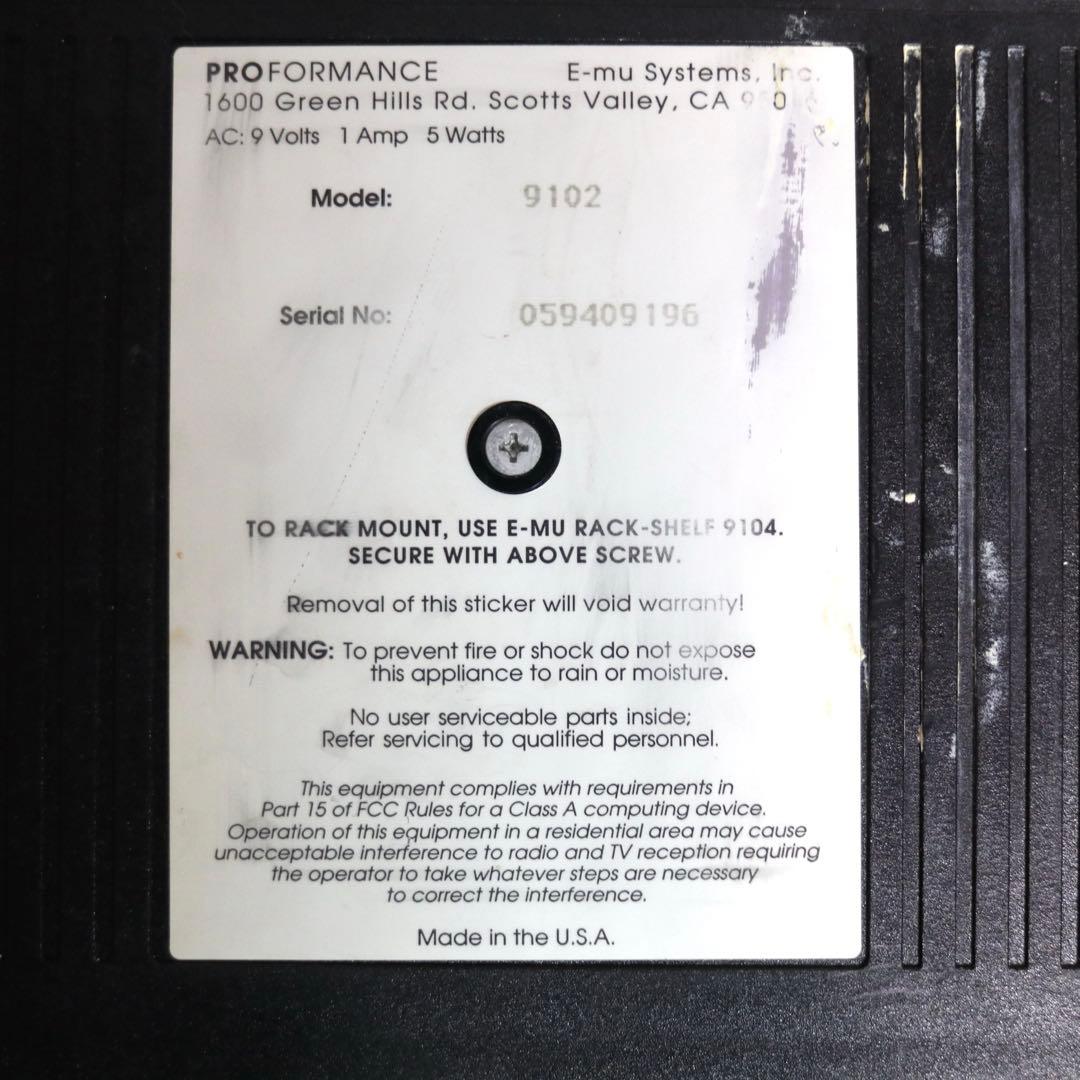 PROFORMANCE E-mu Systems, Inc.
1600 Green Hills Rd. Scotts Valley, CA
AC: 9 Volts 1 Amp 5 Watts
Model: 9102
Serial No: 059409196
TO RACK MOUNT, USE E-MU RACK-SHELF 9104.
SECURE WITH ABOVE SCREW.
Removal of this sticker will void warranty!
WARNING: To prevent fire or shock do not expose
this appliance to rain or moisture.
No user serviceable parts inside;
Refer servicing to qualified personnel.
This equipment complies with requirements in
Part 15 of FCC Rules for a Class A computing device.
Operation of this equipment in a residential area may cause
unacceptable interference to radio and TV reception requiring
the operator to take whatever steps are necessary
to correct the interference.
Made in the U.S.A.